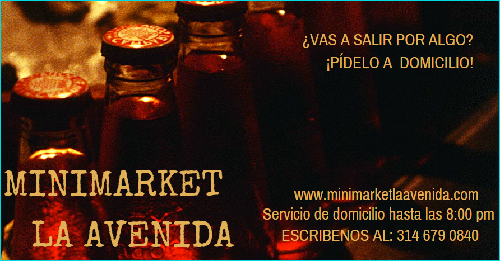 ¿VAS A SALIR POR ALGO?
¡PÍDELO A DOMICILIO!
MINIMARKET
LA AVENIDA
www.minimarketlaavenida.com
Servicio de domicilio hasta las 8:00 pm
ESCRIBENOS AL: 314 679 0840